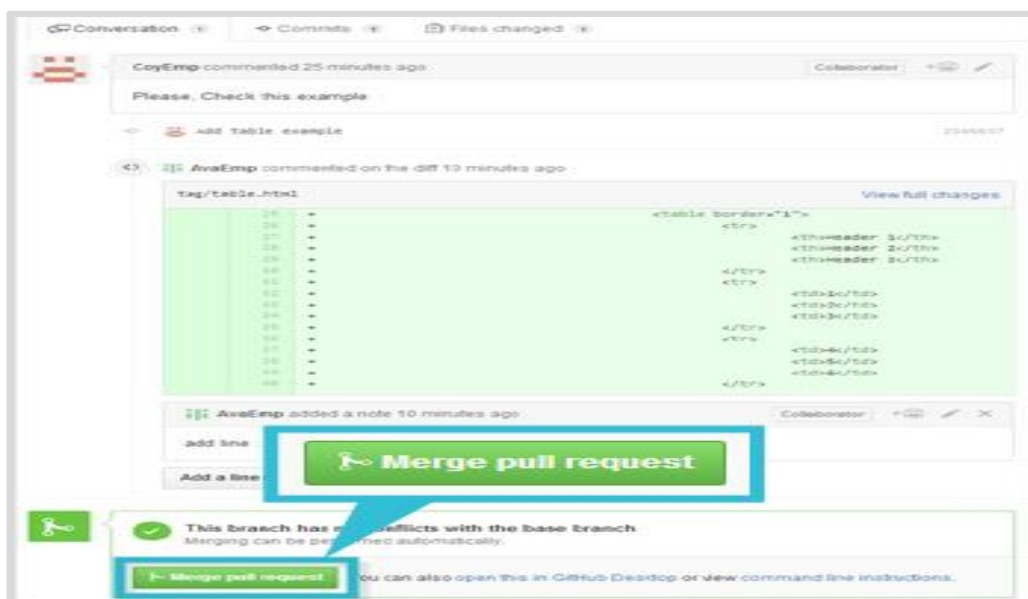 Conversation Commits Files changed
CoyEmp commented 25 minutes ago Collaborator
Please, Check this example
Add Table example
AvaEmp commented on the diff 13 minutes ago
tag/table.html View full changes
+ <table border="1">
+ <tr>
+ <th>Header 1</th>
+ <th>Header 2</th>
+ <th>Header 3</th>
+ </tr>
+ <tr>
+ <td>1</td>
+ <td>2</td>
+ <td>3</td>
+ </tr>
+ <tr>
+ <td>4</td>
+ <td>5</td>
+ <td>6</td>
+ </tr>
AvaEmp added a note 10 minutes ago Collaborator
add line
Merge pull request
Add a line
This branch has conflicts with the base branch
Merging can be automatically.
Merge pull request ou can also open this in GitHub Desktop or view command line instructions.